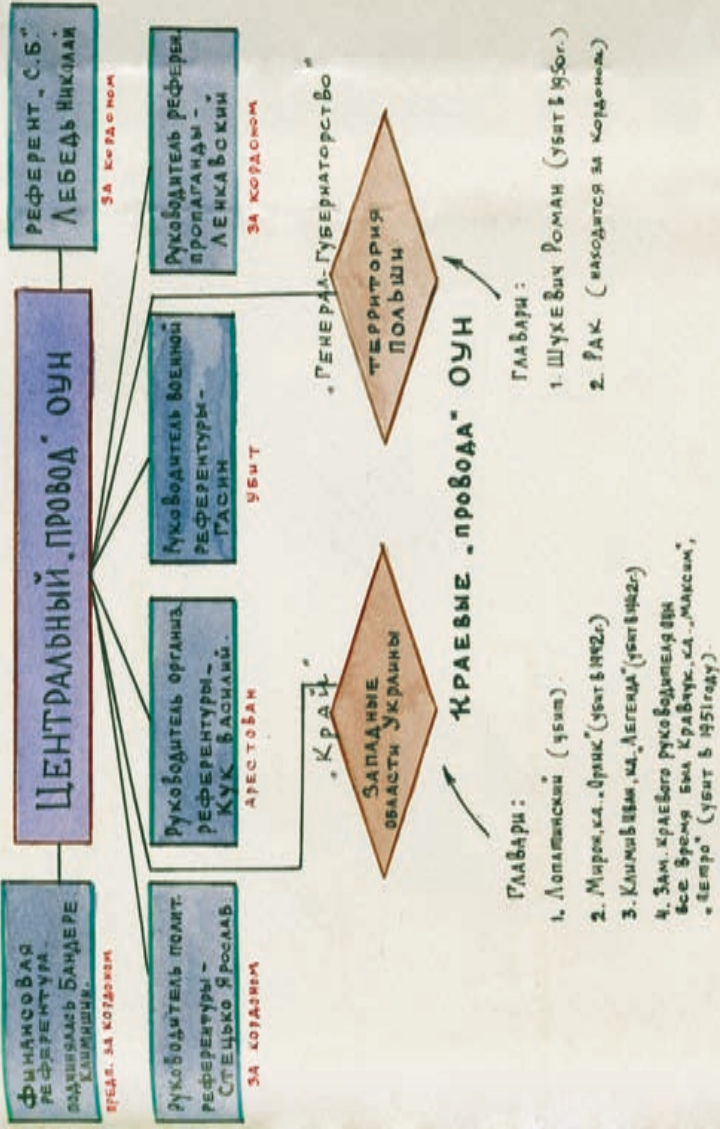 ЦЕНТРАЛЬНЫЙ „ПРОВОД“ ОУН
ФИНАНСОВАЯ
РЕФЕРЕНТУРА.
ПОДЧИНЯЛАСЬ БАНДЕРЕ
КЛИМИШИН.
ПРЕДП. ЗА КОРДОНОМ
РЕФЕРЕНТ „С.Б“
ЛЕБЕДЬ НИКОЛАЙ
ЗА КОРДОНОМ
РУКОВОДИТЕЛЬ ПОЛИТ.
РЕФЕРЕНТУРЫ –
СТЕЦЬКО ЯРОСЛАВ.
ЗА КОРДОНОМ
РУКОВОДИТЕЛЬ ОРГАНИЗ.
РЕФЕРЕНТУРЫ –
КУК ВАСИЛИЙ.
АРЕСТОВАН
РУКОВОДИТЕЛЬ ВОЕННОЙ
РЕФЕРЕНТУРЫ –
ГАСИН
УБИТ
РУКОВОДИТЕЛЬ РЕФЕРЕН.
ПРОПАГАНДЫ –
ЛЕНКАВСКИЙ
ЗА КОРДОНОМ
„КРАЙ“
ЗАПАДНЫЕ
ОБЛАСТИ УКРАИНЫ
„ГЕНЕРАЛ-ГУБЕРНАТОРСТВО“
ТЕРРИТОРИЯ
ПОЛЬШИ
КРАЕВЫЕ „ПРОВОДА“ ОУН
ГЛАВАРИ:
1. ЛОПАТИНСКИЙ (УБИТ).
2. МИРОН, КЛ. „ОРЛИК“ (УБИТ В 1942г.)
3. КЛИМИВ ИВАН, КЛ. „ЛЕГЕНДА“ (УБИТ В 1942г.)
4. ЗАМ. КРАЕВОГО РУКОВОДИТЕЛЯ ОУН
ВСЕ ВРЕМЯ БЫЛ КРАВЧУК, КЛ. „МАКСИМ“,
„ПЕТРО“ (УБИТ В 1951 ГОДУ).
ГЛАВАРИ:
1. ШУХЕВИЧ РОМАН (УБИТ В 1950г.)
2. РАК (НАХОДИТСЯ ЗА КОРДОНОМ)